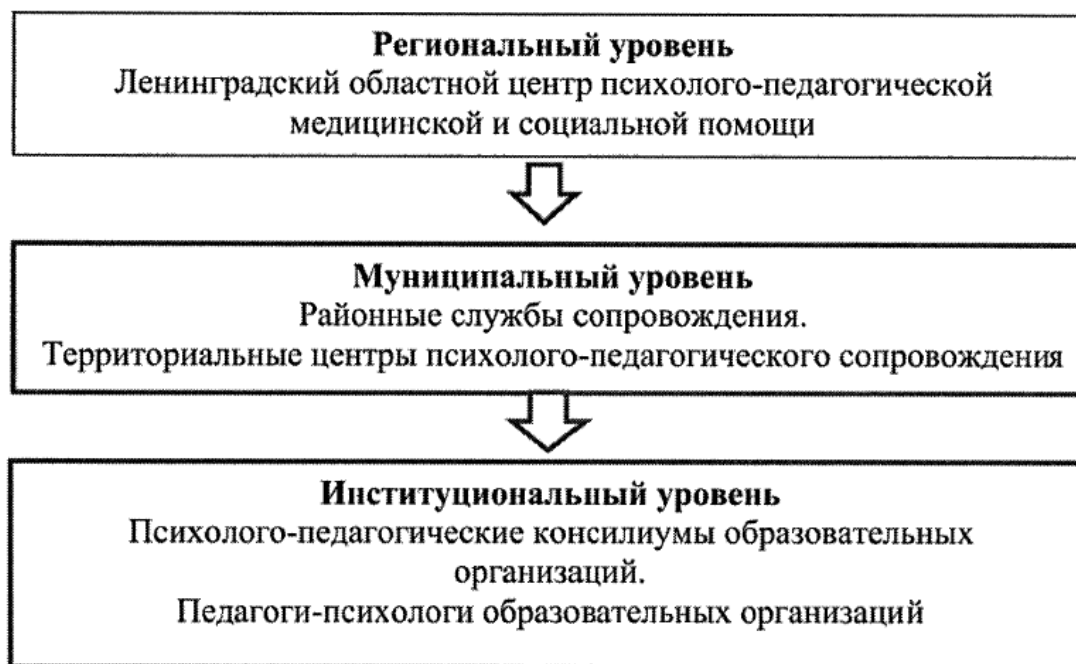 Региональный уровень
Ленинградский областной центр психолого-педагогической
медицинской и социальной помощи
Муниципальный уровень
Районные службы сопровождения.
Территориальные центры психолого-педагогического сопровождения
Институциональный уровень
Психолого-педагогические консилиумы образовательных
организаций.
Педагоги-психологи образовательных организаций